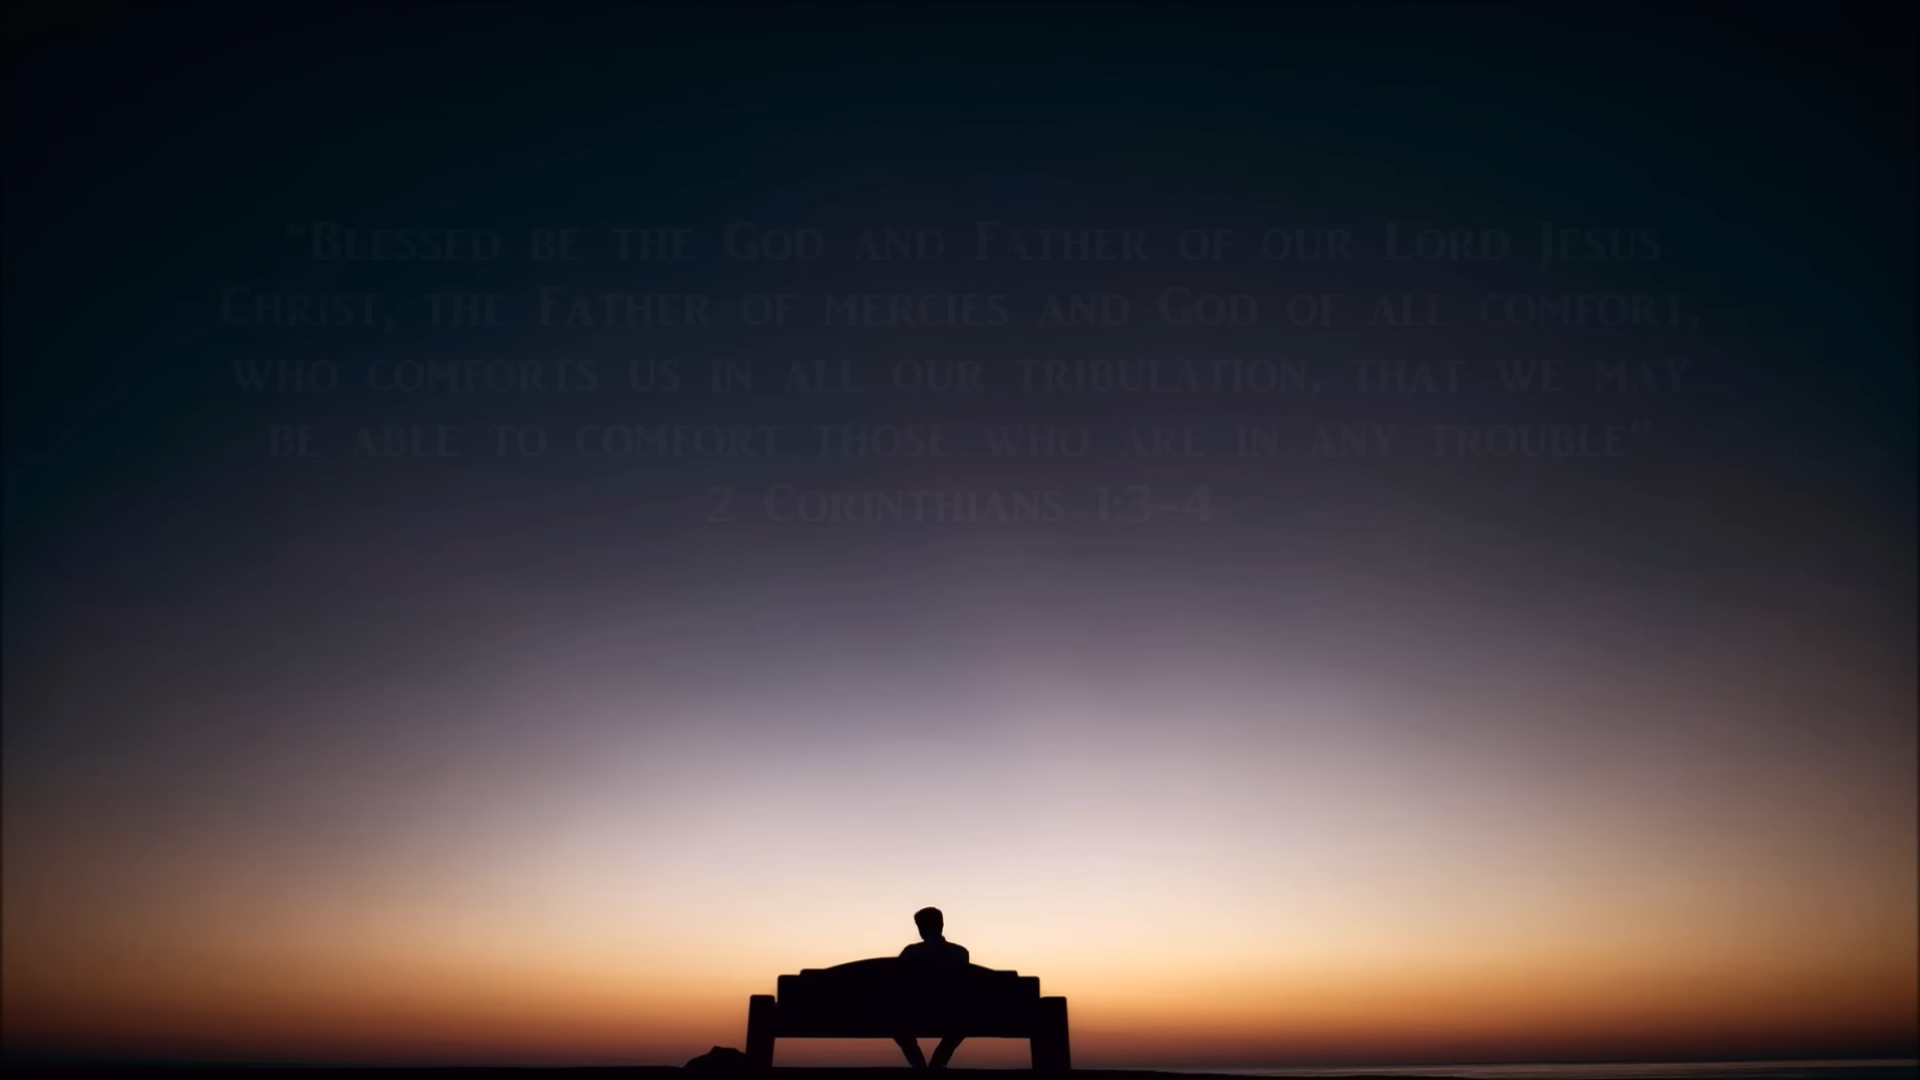 “Blessed be the God and Father of our Lord Jesus
Christ, the Father of mercies and God of all comfort,
who comforts us in all our tribulation, that we may
be able to comfort those who are in any trouble”
2 Corinthians 1:3-4